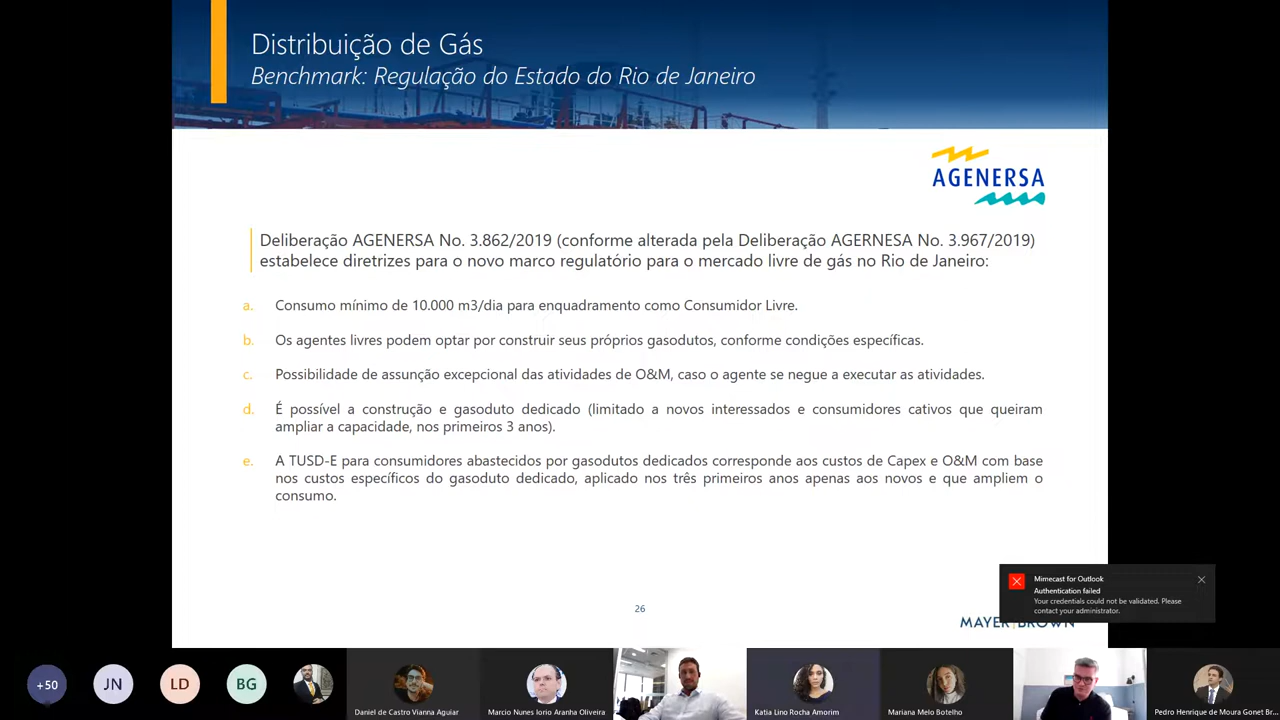 Distribuição de Gás
Benchmark: Regulação do Estado do Rio de Janeiro
AGENERSA
Deliberação AGENERSA No. 3.862/2019 (conforme alterada pela Deliberação AGERNESA No. 3.967/2019)
estabelece diretrizes para o novo marco regulatório para o mercado livre de gás no Rio de Janeiro:
a. Consumo mínimo de 10.000 m3/dia para enquadramento como Consumidor Livre.
b. Os agentes livres podem optar por construir seus próprios gasodutos, conforme condições específicas.
c. Possibilidade de assunção excepcional das atividades de O&M, caso o agente se negue a executar as atividades.
d. É possível a construção e gasoduto dedicado (limitado a novos interessados e consumidores cativos que queiram
ampliar a capacidade, nos primeiros 3 anos).
e. A TUSD-E para consumidores abastecidos por gasodutos dedicados corresponde aos custos de Capex e O&M com base
nos custos específicos do gasoduto dedicado, aplicado nos três primeiros anos apenas aos novos e que ampliem o
consumo.
Mimecast for Outlook
Authentication failed
Your credentials could not be validated. Please
contact your administrator.
26
MAYER BROWN
+50
JN
LD
BG
Daniel de Castro Vianna Aguiar
Marcio Nunes Iorio Aranha Oliveira
Katia Lino Rocha Amorim
Mariana Melo Botelho
Pedro Henrique de Moura Gonet Br...